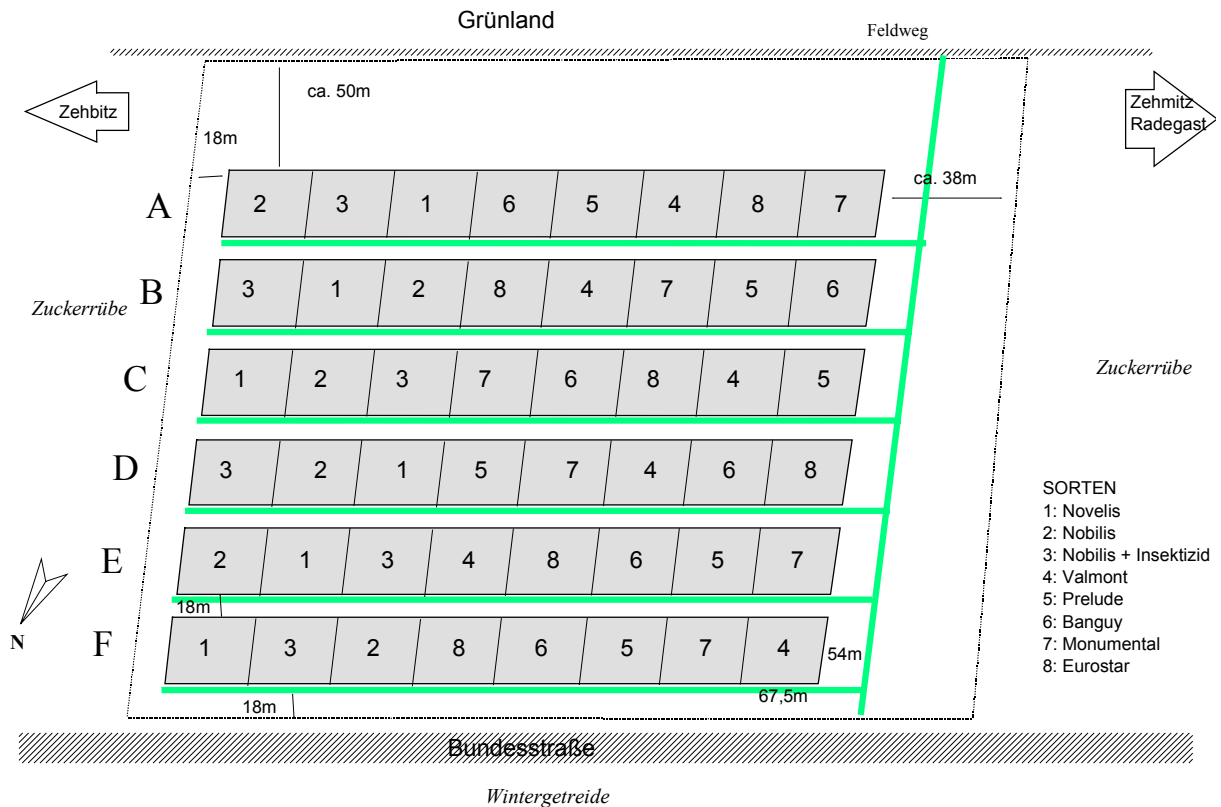 Grünland
Feldweg
Zehbitz
ca. 50m
18m
Zehmitz
Radegast
ca. 38m
A 2 3 1 6 5 4 8 7
B 3 1 2 8 4 7 5 6
Zuckerrübe
C 1 2 3 7 6 8 4 5
Zuckerrübe
D 3 2 1 5 7 4 6 8
E 2 1 3 4 8 6 5 7
18m
F 1 3 2 8 6 5 7 4
54m
67,5m
18m
N
SORTEN
1: Novelis
2: Nobilis
3: Nobilis + Insektizid
4: Valmont
5: Prelude
6: Banguy
7: Monumental
8: Eurostar
Bundesstraße
Wintergetreide